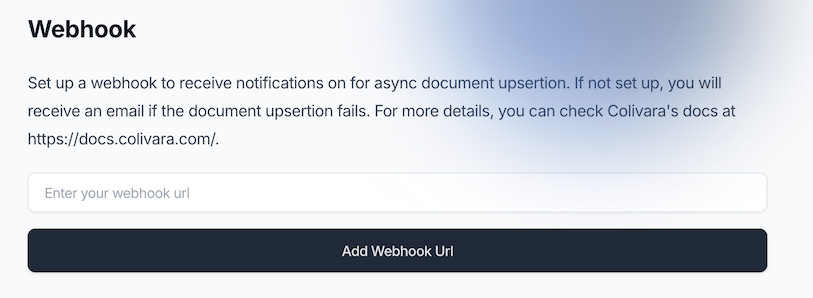 Webhook
Set up a webhook to receive notifications on for async document upsertion. If not set up, you will
receive an email if the document upsertion fails. For more details, you can check Colivara's docs at
https://docs.colivara.com/.
Enter your webhook url
Add Webhook Url